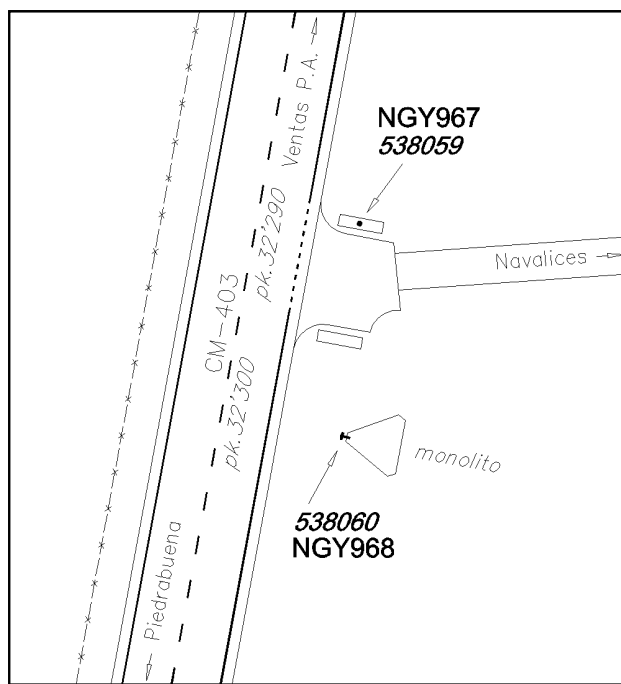 Ventas P.A.
NGY967
538059
pk.32'290
CM-403
Navalices
pk.32'300
monolito
538060
NGY968
Piedrabuena